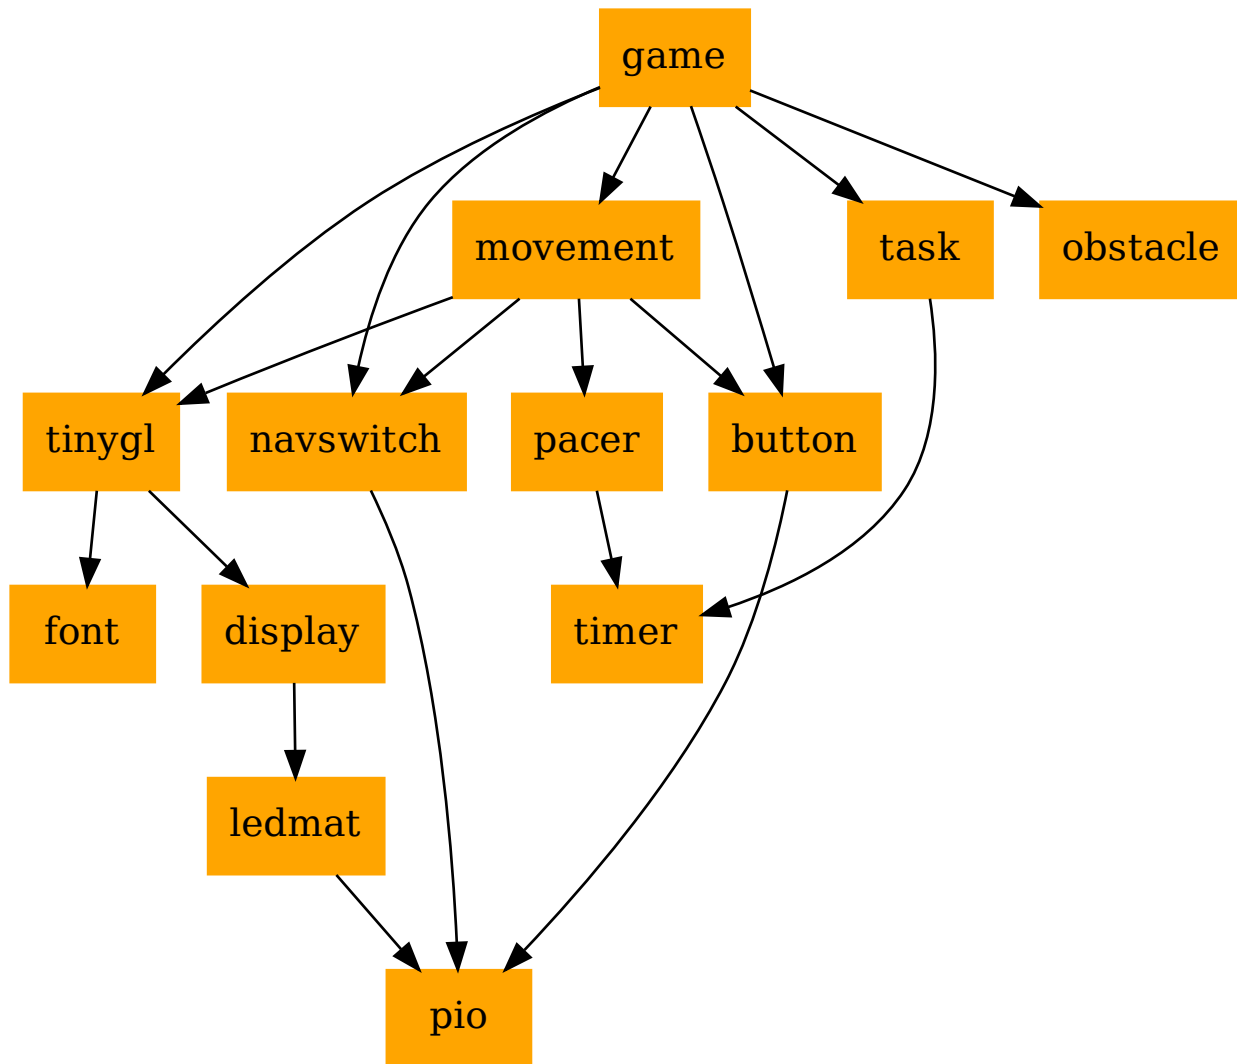 game
movement
task
obstacle
tinygl
navswitch
pacer
button
font
display
timer
ledmat
pio